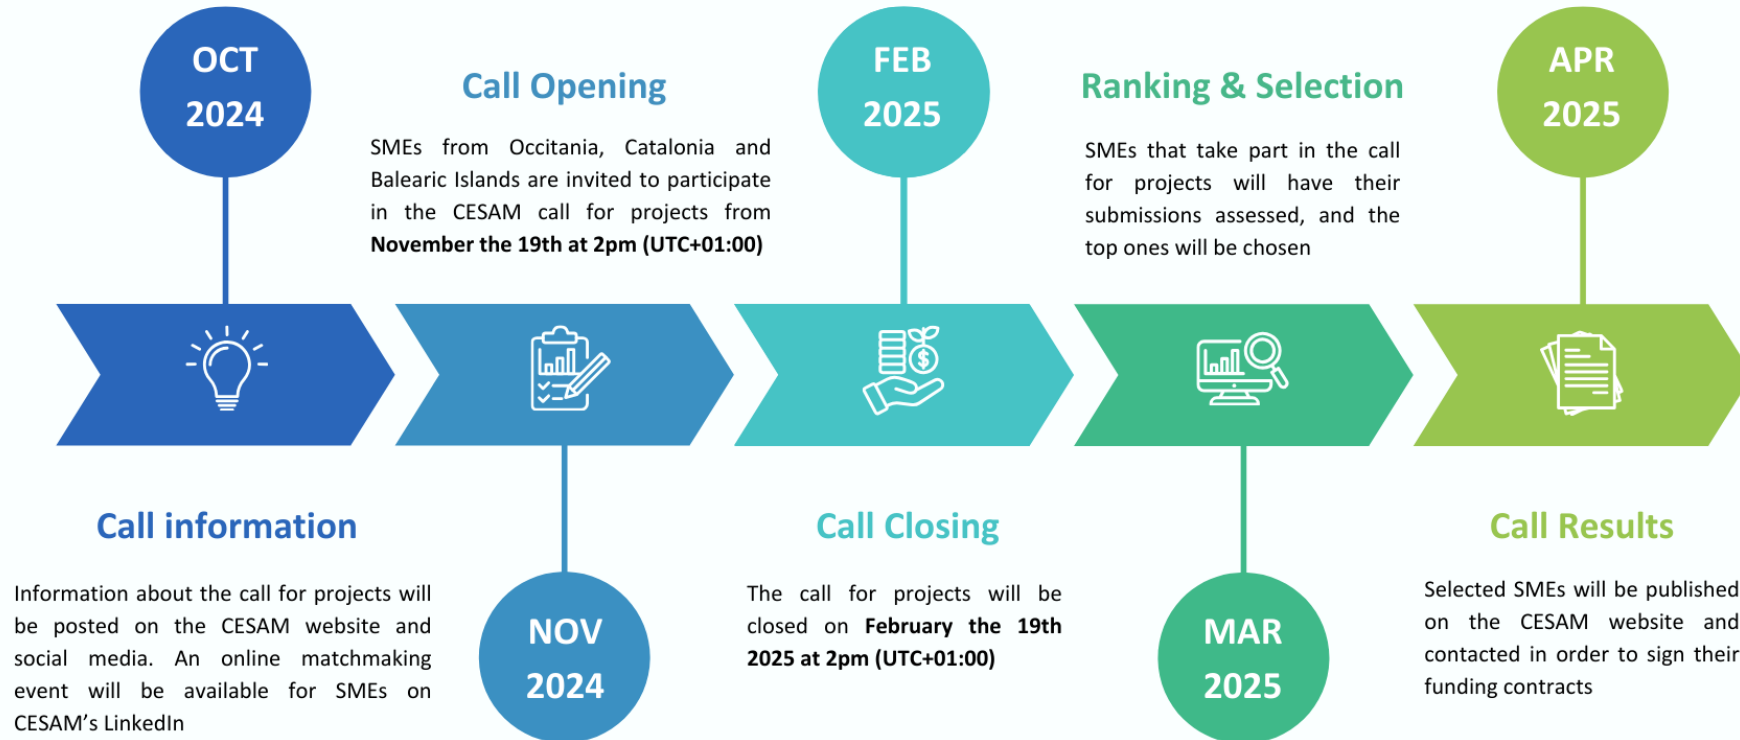 OCT
2024
Call information
Information about the call for projects will
be posted on the CESAM website and
social media. An online matchmaking
event will be available for SMEs on
CESAM's LinkedIn
Call Opening
SMEs from Occitania, Catalonia and
Balearic Islands are invited to participate
in the CESAM call for projects from
November the 19th at 2pm (UTC+01:00)
NOV
2024
FEB
2025
Call Closing
The call for projects will be
closed on February the 19th
2025 at 2pm (UTC+01:00)
Ranking & Selection
SMEs that take part in the call
for projects will have their
submissions assessed, and the
top ones will be chosen
MAR
2025
APR
2025
Call Results
Selected SMEs will be published
on the CESAM website and
contacted in order to sign their
funding contracts